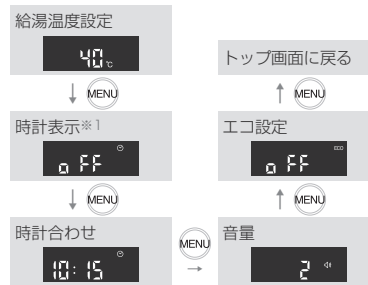 給湯温度設定
40℃
MENU
時計表示※1
oFF
MENU
時計合わせ
10:15
MENU
音量
2
MENU
エコ設定
oFF
MENU
トップ画面に戻る